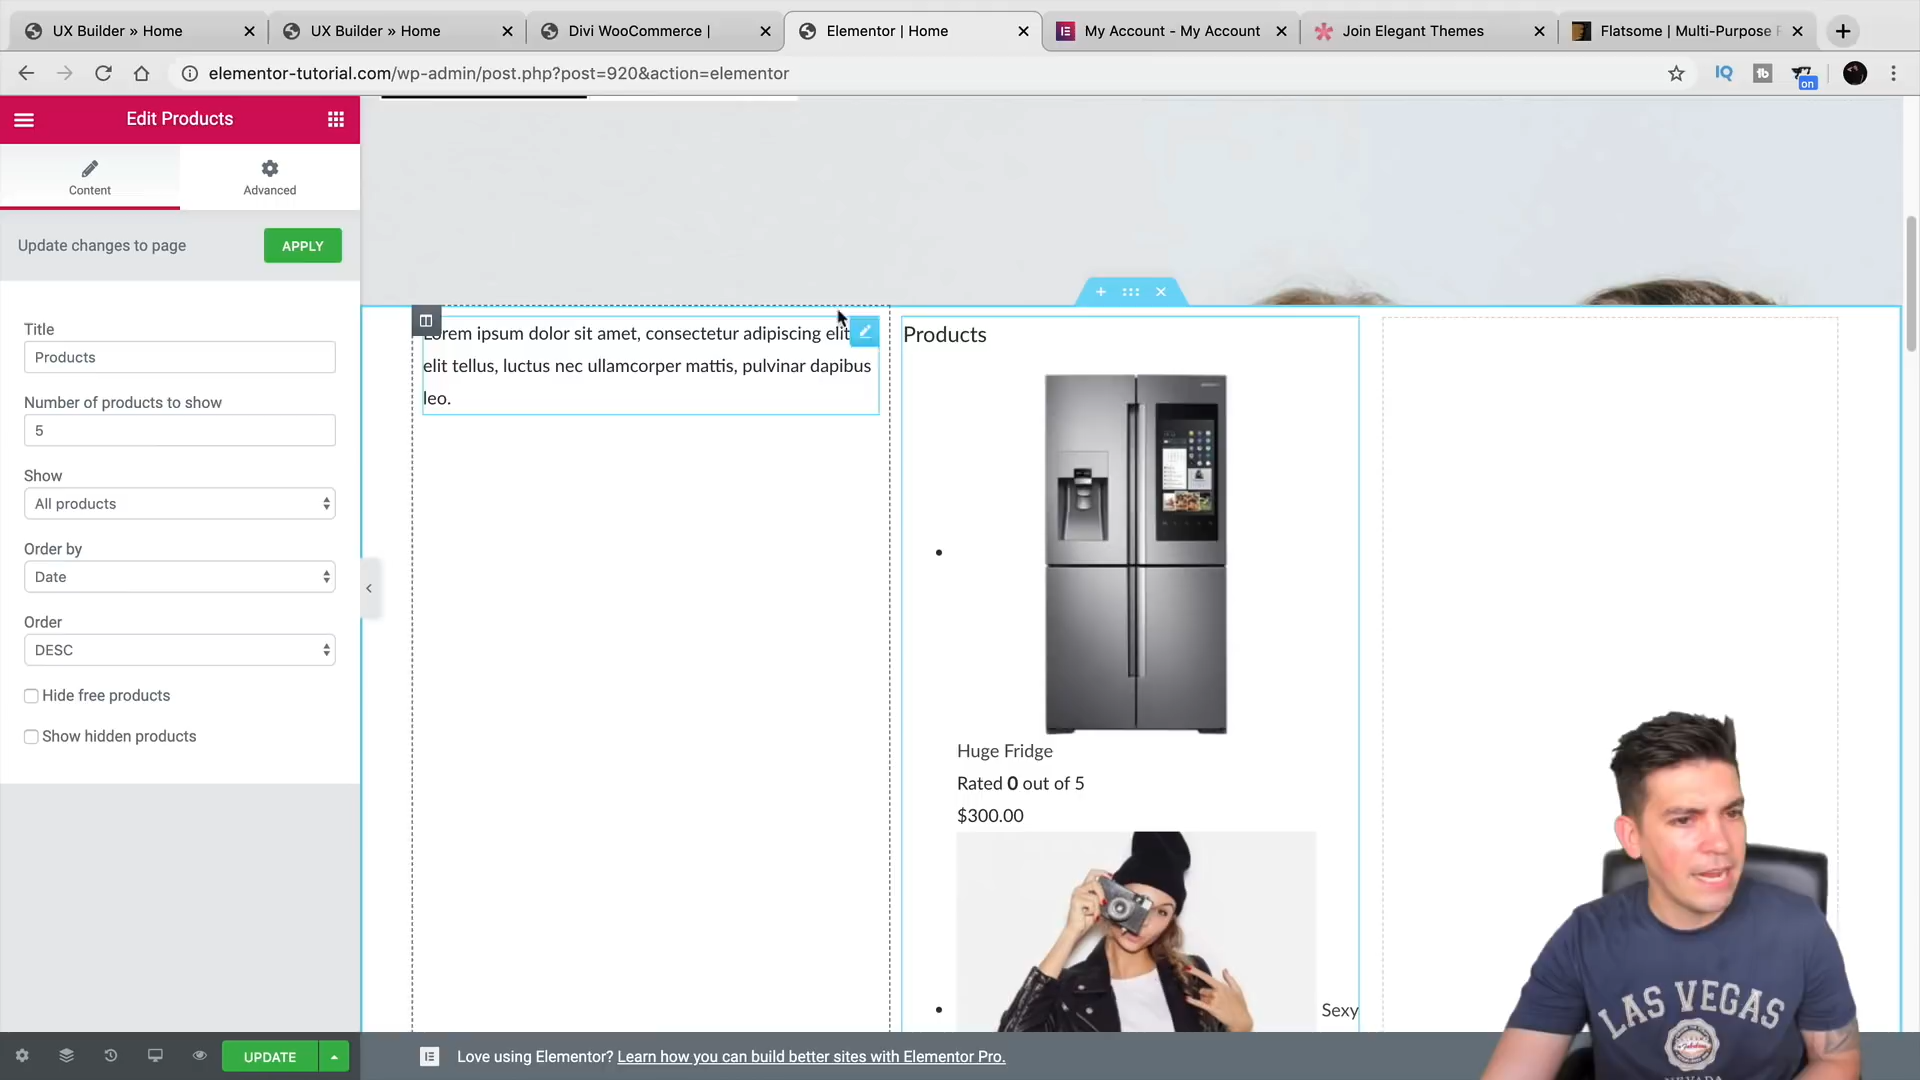 UX Builder » Home
UX Builder » Home
Divi WooCommerce |
Elementor | Home
My Account - My Account
Join Elegant Themes
Flatsome | Multi-Purpose
elementor-tutorial.com/wp-admin/post.php?post=920&action=elementor
IQ
tb
on
Edit Products
Content
Advanced
Update changes to page
APPLY
Title
Products
Number of products to show
5
Show
All products
Order by
Date
Order
DESC
Hide free products
Show hidden products
UPDATE
Lorem ipsum dolor sit amet, consectetur adipiscing elit
elit tellus, luctus nec ullamcorper mattis, pulvinar dapibus
leo.
Products
Huge Fridge
Rated 0 out of 5
$300.00
Sexy
Love using Elementor? Learn how you can build better sites with Elementor Pro.
LAS VEGAS
NEVADA